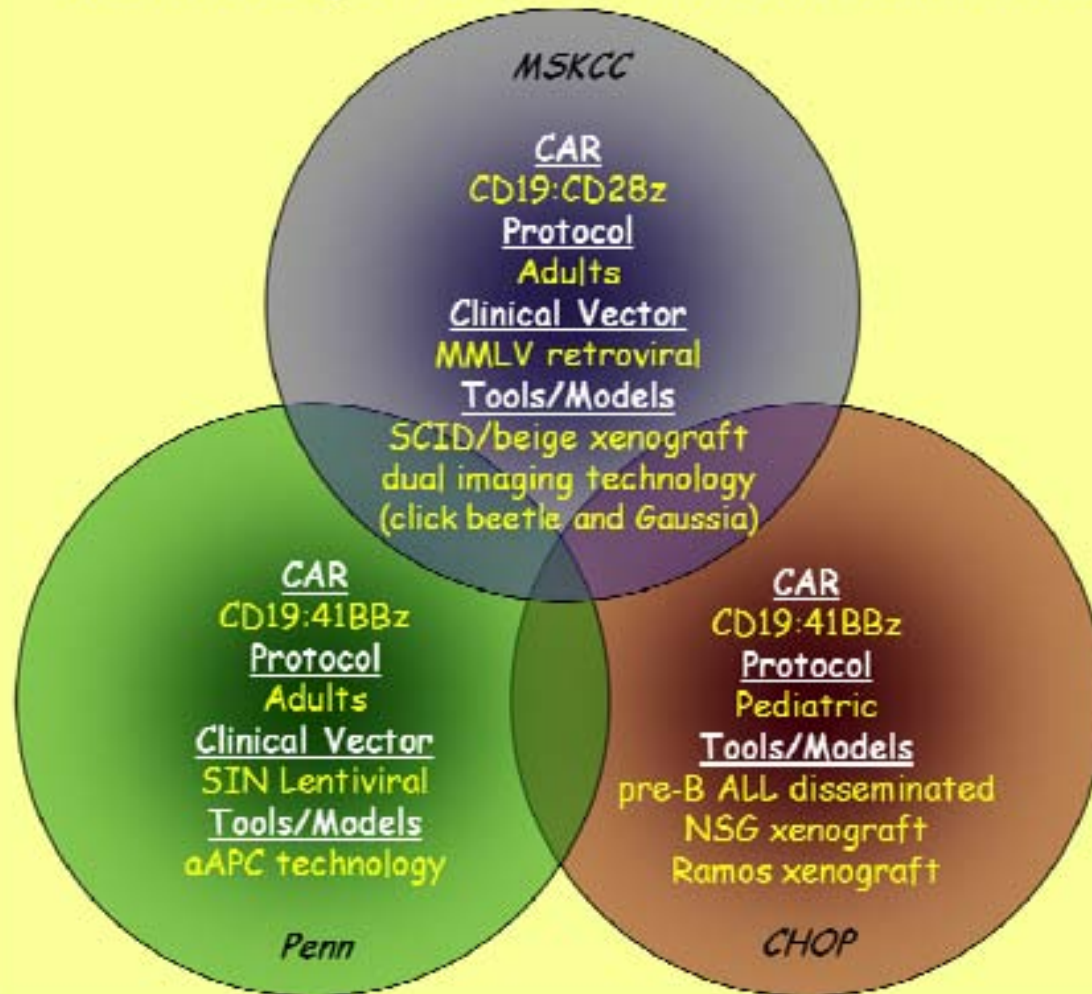 MSKCC
CAR
CD19:CD28z
Protocol
Adults
Clinical Vector
MMLV retroviral
Tools/Models
SCID/beige xenograft
dual imaging technology
(click beetle and Gaussia)
CAR
CD19:41BBz
Protocol
Adults
Clinical Vector
SIN Lentiviral
Tools/Models
aAPC technology
Penn
CAR
CD19:41BBz
Protocol
Pediatric
Tools/Models
pre-B ALL disseminated
NSG xenograft
Ramos xenograft
CHOP